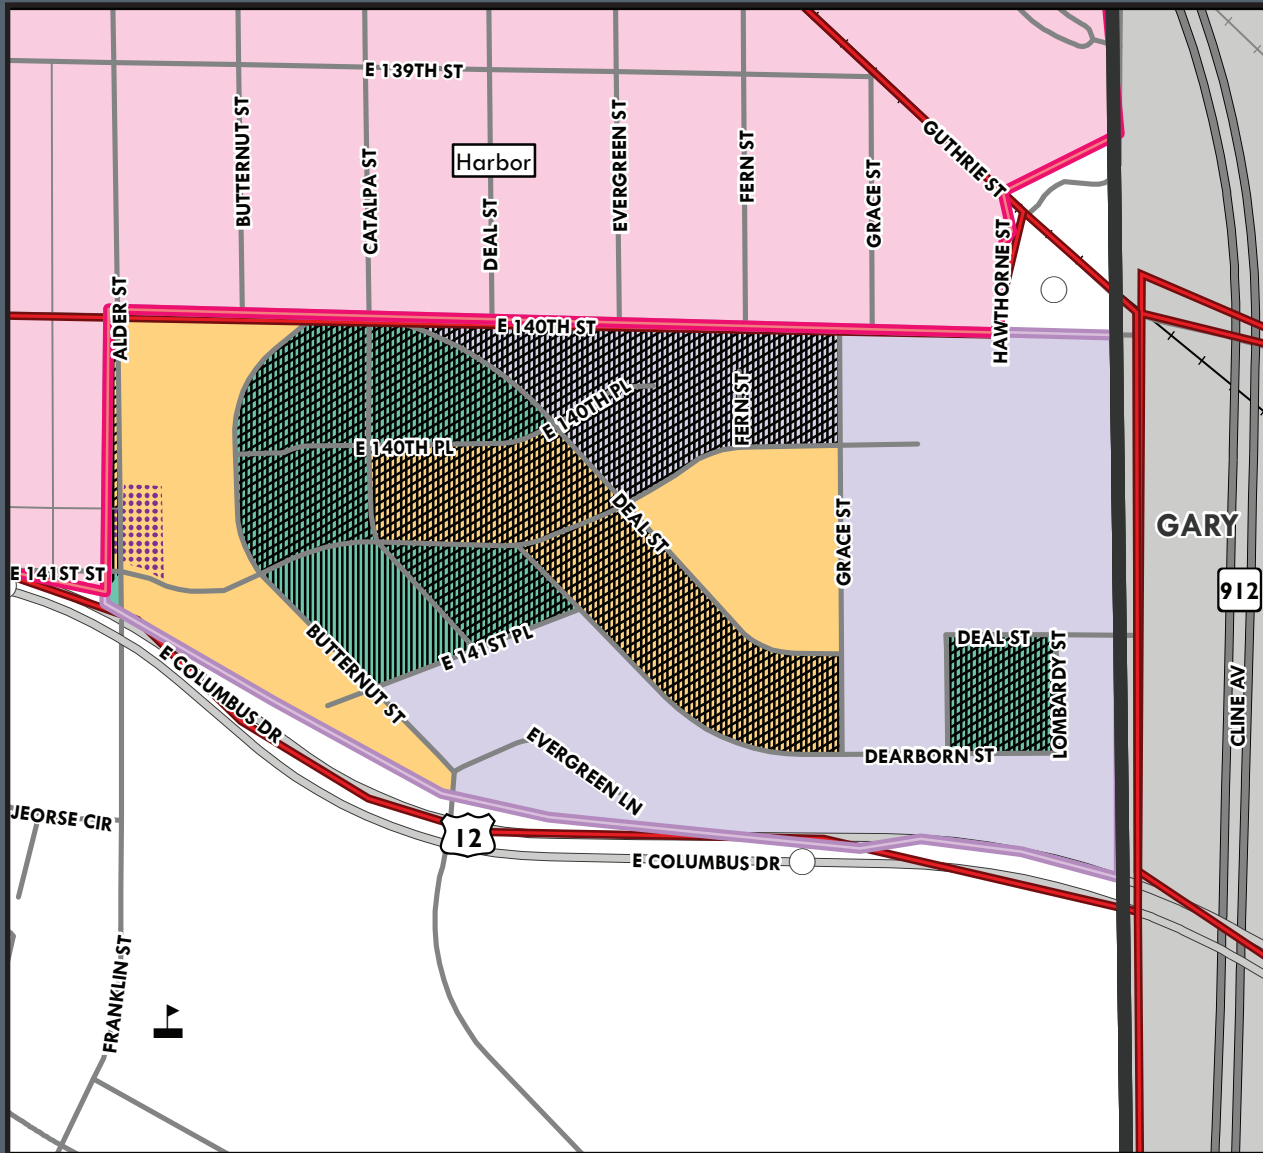 E 139TH ST
BUTTERNUT ST
CATALPA ST
Harbor
DEAL ST
EVERGREEN ST
FERN ST
GRACE ST
GUTHRIE ST
HAWTHORNE ST
ALDER ST
E 140TH ST
E 140TH PL
FERN ST
E 140TH PL
DEAL ST
GRACE ST
GARY
E 141ST ST
912
BUTTERNUT ST
E 141ST PL
DEAL ST
LOMBARDY ST
CLINE AV
E COLUMBUS DR
EVERGREEN LN
DEARBORN ST
JEORSE CIR
12
E COLUMBUS DR
FRANKLIN ST